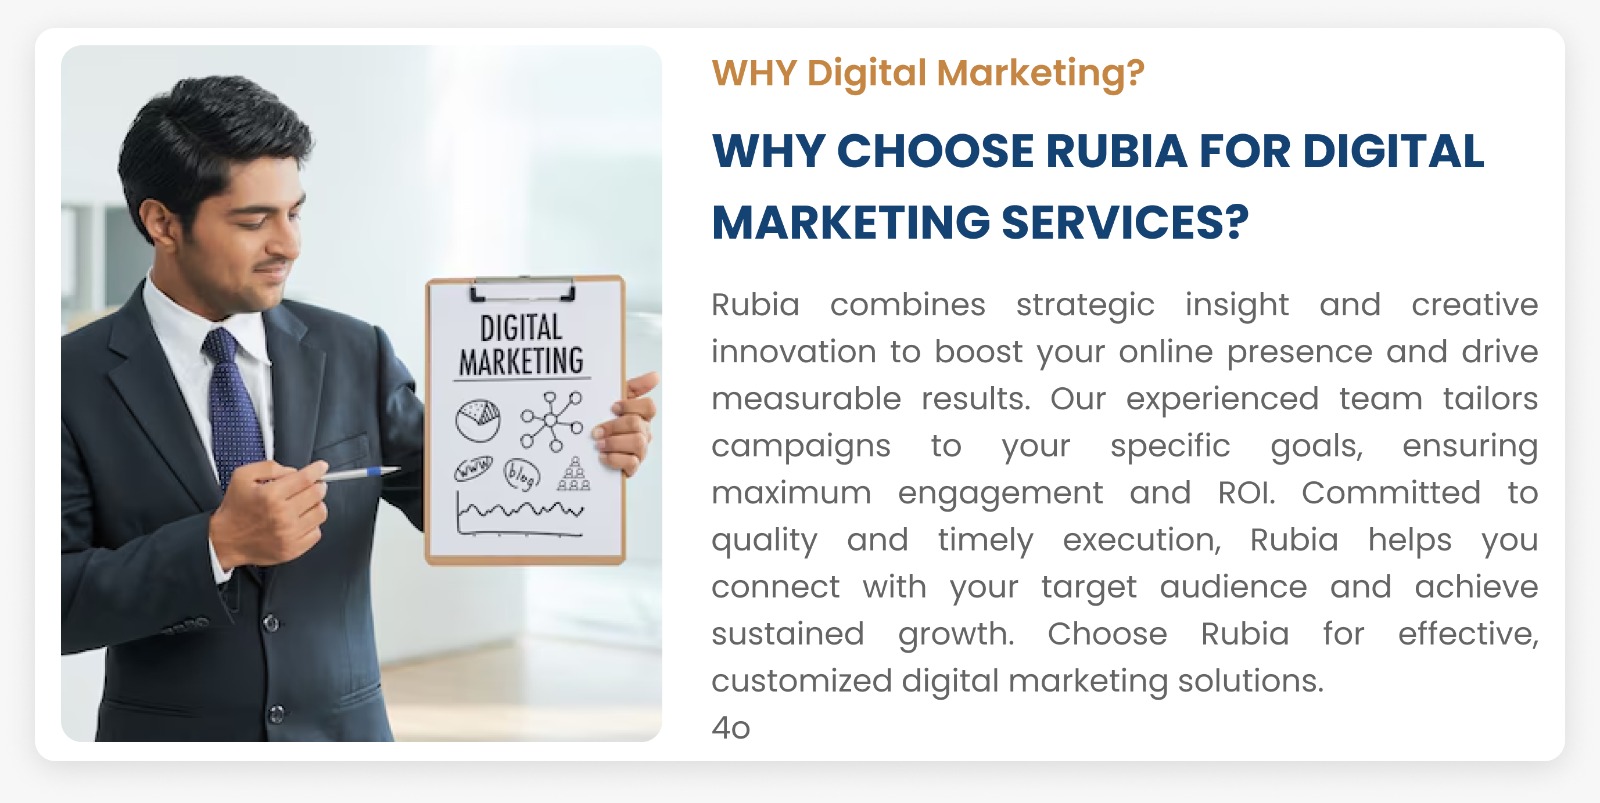 DIGITAL
MARKETING
www
blog
WHY Digital Marketing?
WHY CHOOSE RUBIA FOR DIGITAL
MARKETING SERVICES?
Rubia combines strategic insight and creative
innovation to boost your online presence and drive
measurable results. Our experienced team tailors
campaigns to your specific goals, ensuring
maximum engagement and ROI. Committed to
quality and timely execution, Rubia helps you
connect with your target audience and achieve
sustained growth. Choose Rubia for effective,
customized digital marketing solutions.
4o